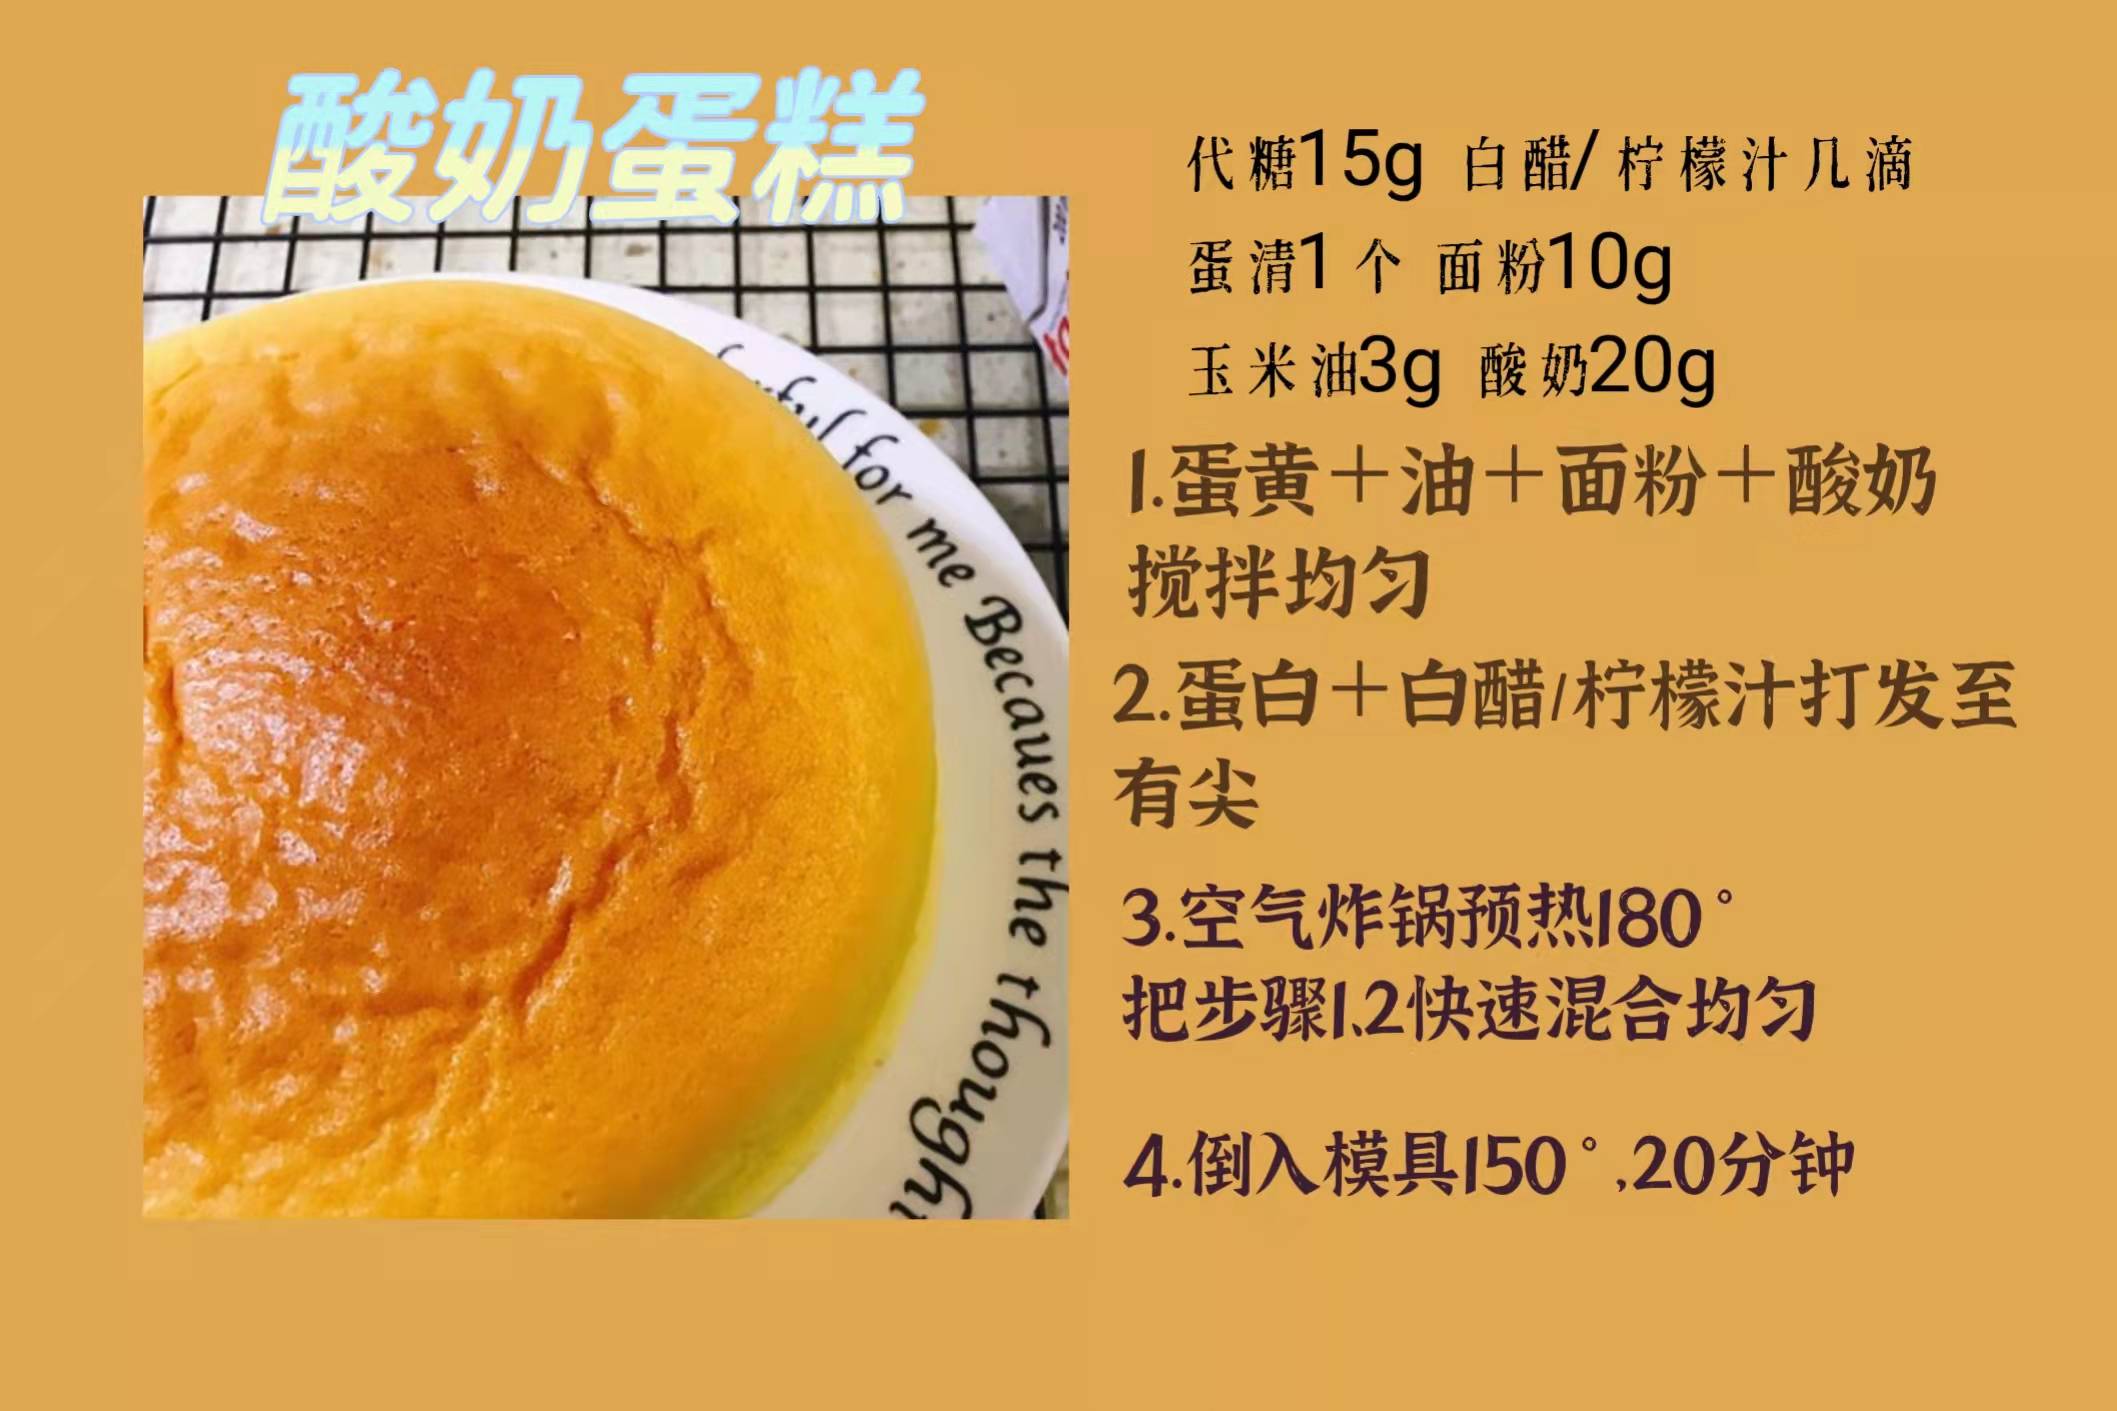 酸奶蛋糕
代糖15g 白醋/柠檬汁几滴
蛋清1个 面粉10g
玉米油3g 酸奶20g
1.蛋黄+油+面粉+酸奶
搅拌均匀
2.蛋白+白醋/柠檬汁打发至
有尖
3.空气炸锅预热180°
把步骤1.2快速混合均匀
4.倒入模具150°,20分钟
for me Becaues the though